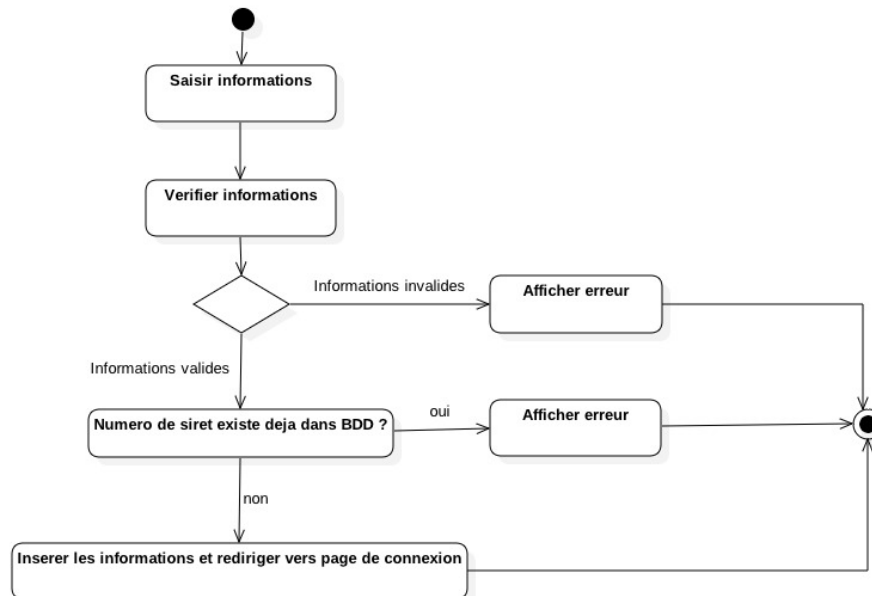 Saisir informations
Verifier informations
Informations invalides
Afficher erreur
Informations valides
Numero de siret existe deja dans BDD ?
oui
Afficher erreur
non
Inserer les informations et rediriger vers page de connexion